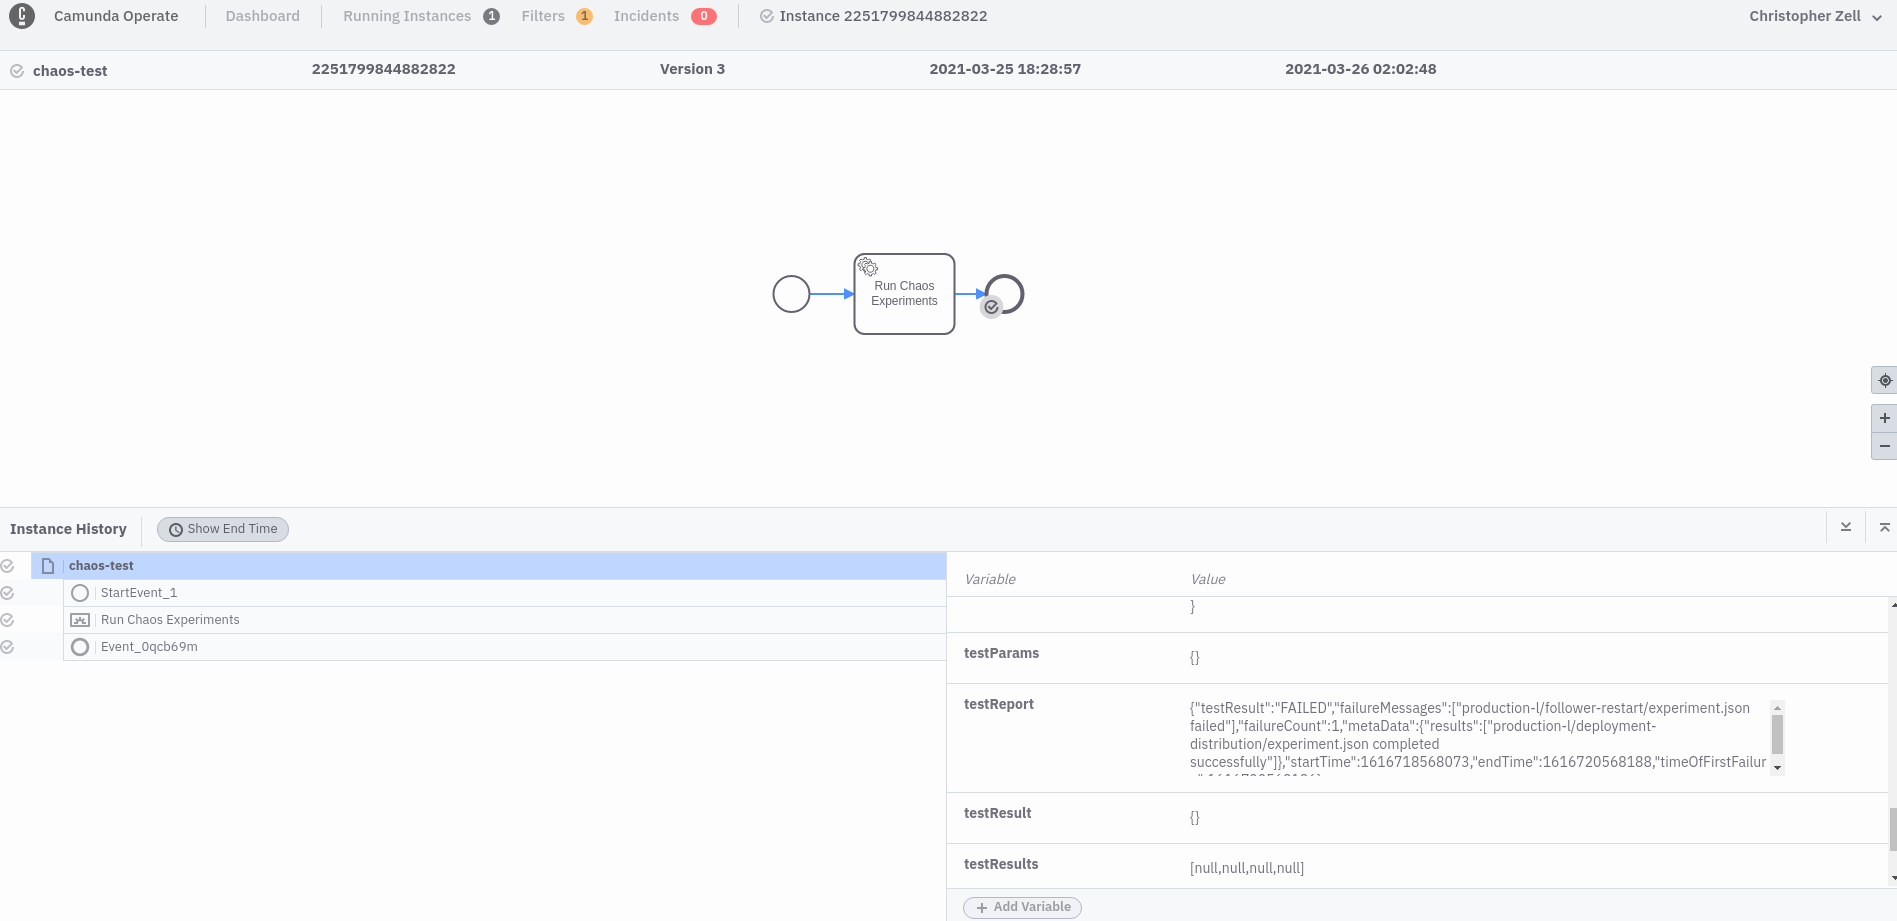 Camunda Operate
Dashboard
Running Instances 1
Filters 1
Incidents 0
Instance 2251799844882822
Christopher Zell
chaos-test
2251799844882822
Version 3
2021-03-25 18:28:57
2021-03-26 02:02:48
Run Chaos
Experiments
+
−
Instance History
Show End Time
chaos-test
StartEvent_1
Run Chaos Experiments
Event_0qcb69m
Variable
Value
}
testParams
{}
testReport
{"testResult":"FAILED","failureMessages":["production-l/follower-restart/experiment.json
failed"],"failureCount":1,"metaData":{"results":["production-l/deployment-
distribution/experiment.json completed
successfully"]},"startTime":1616718568073,"endTime":1616720568188,"timeOfFirstFailur
testResult
{}
testResults
[null,null,null,null]
+ Add Variable